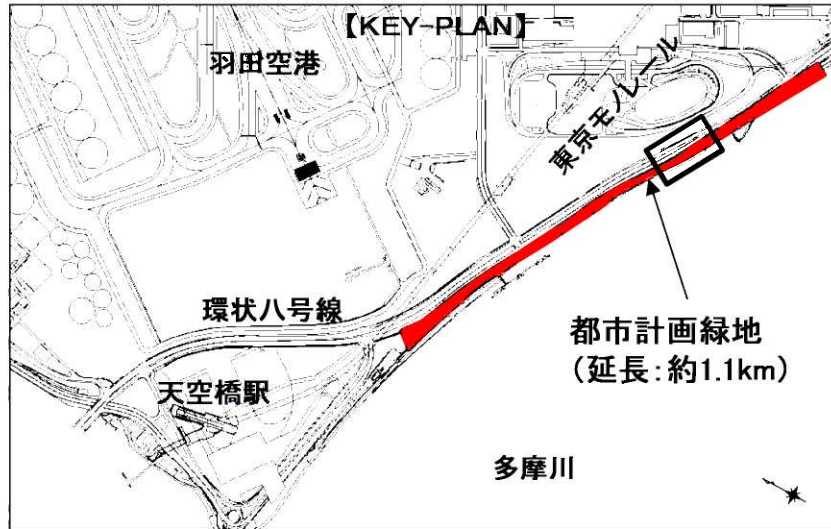 【KEY-PLAN】
羽田空港
東京モノレール
環状八号線
都市計画緑地
（延長：約1.1km）
天空橋駅
多摩川